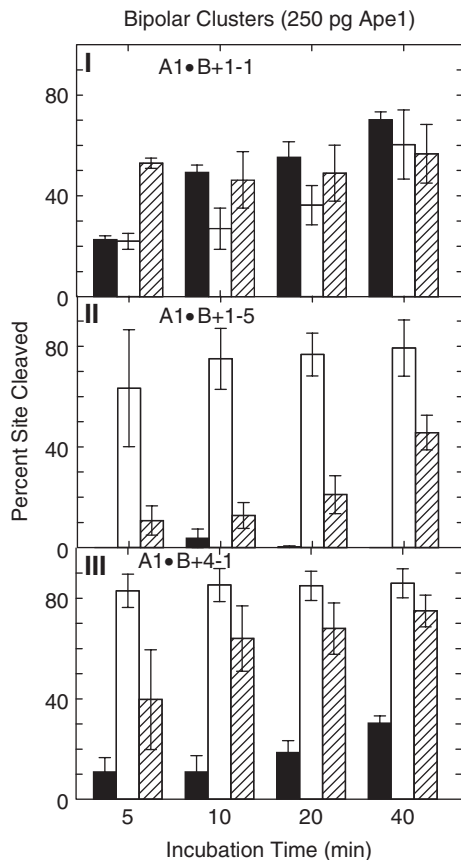 Bipolar Clusters (250 pg Ape1)
I
A1•B+1-1
80
40
0
II
A1•B+1-5
80
40
0
III
A1•B+4-1
80
40
0
Percent Site Cleaved
5 10 20 40
Incubation Time (min)